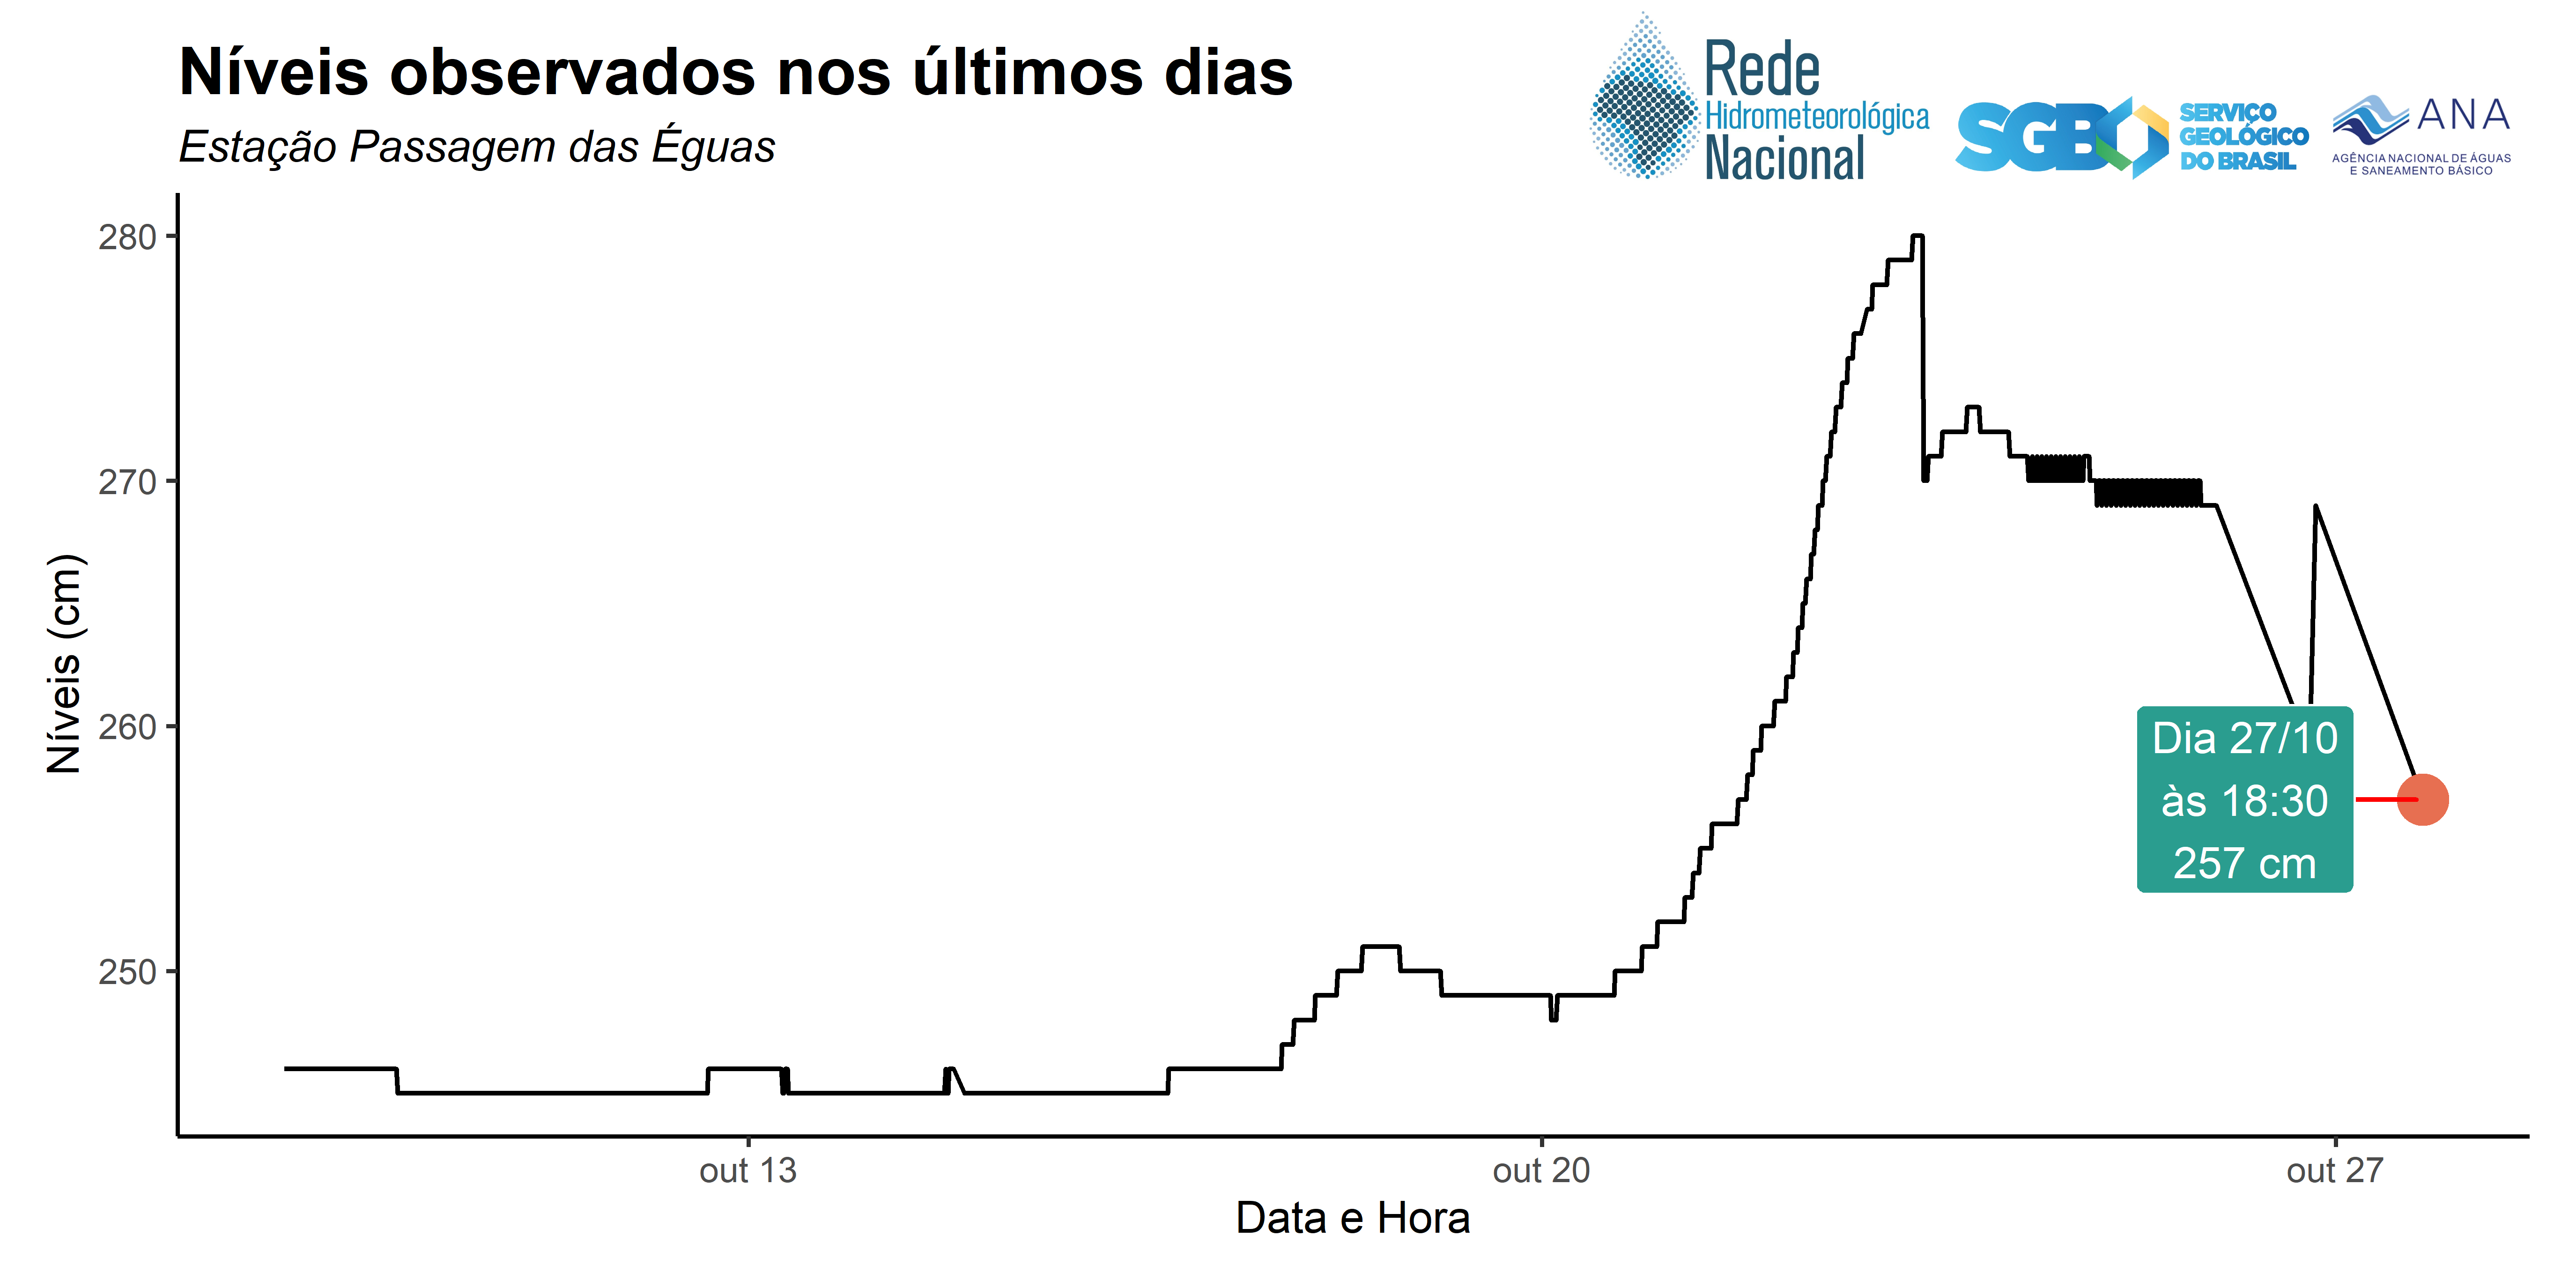 Níveis observados nos últimos dias
Estação Passagem das Éguas
Rede
Hidrometeorológica
Nacional
SGB
SERVIÇO
GEOLÓGICO
DO BRASIL
ANA
AGÊNCIA NACIONAL DE ÁGUAS
E SANEAMENTO BÁSICO
Níveis (cm)
280
270
260
250
Dia 27/10
às 18:30
257 cm
out 13
out 20
out 27
Data e Hora